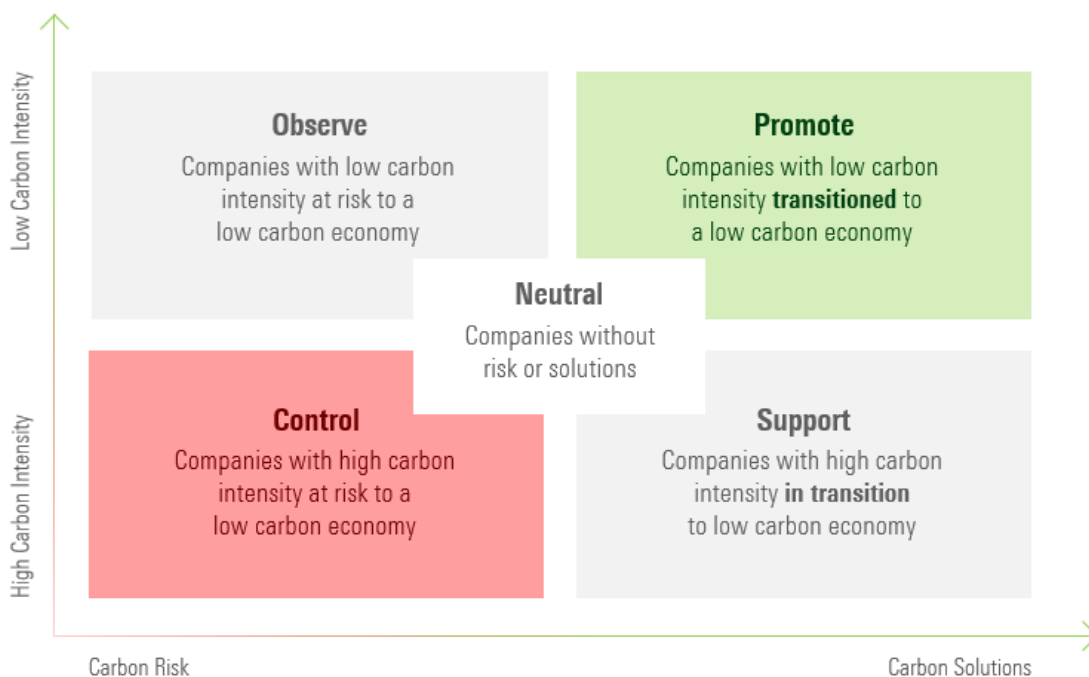 Low Carbon Intensity
High Carbon Intensity
Observe
Companies with low carbon
intensity at risk to a
low carbon economy
Promote
Companies with low carbon
intensity transitioned to
a low carbon economy
Neutral
Companies without
risk or solutions
Control
Companies with high carbon
intensity at risk to a
low carbon economy
Support
Companies with high carbon
intensity in transition
to low carbon economy
Carbon Risk
Carbon Solutions